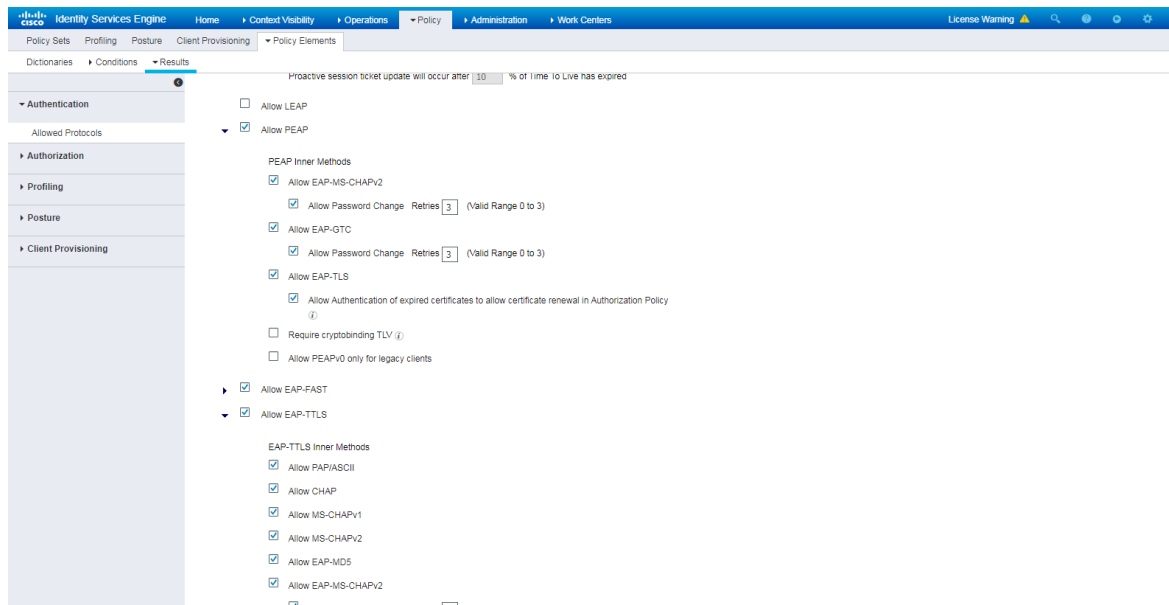 cisco Identity Services Engine Home Context Visibility Operations Policy Administration Work Centers License Warning
Policy Sets Profiling Posture Client Provisioning Policy Elements
Dictionaries Conditions Results
Proactive session ticket update will occur after 10 % of Time To Live has expired
Authentication
Allowed Protocols
Authorization
Profiling
Posture
Client Provisioning
Allow LEAP
Allow PEAP
PEAP Inner Methods
Allow EAP-MS-CHAPv2
Allow Password Change Retries 3 (Valid Range 0 to 3)
Allow EAP-GTC
Allow Password Change Retries 3 (Valid Range 0 to 3)
Allow EAP-TLS
Allow Authentication of expired certificates to allow certificate renewal in Authorization Policy
Require cryptobinding TLV
Allow PEAPv0 only for legacy clients
Allow EAP-FAST
Allow EAP-TTLS
EAP-TTLS Inner Methods
Allow PAP/ASCII
Allow CHAP
Allow MS-CHAPv1
Allow MS-CHAPv2
Allow EAP-MD5
Allow EAP-MS-CHAPv2